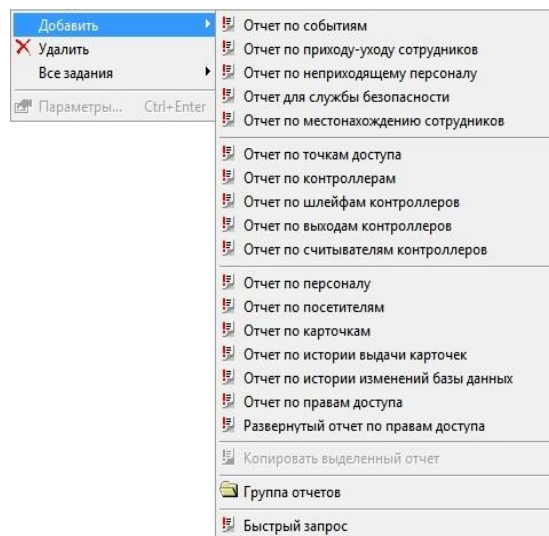 Добавить
Удалить
Все задания
Параметры... Ctrl+Enter
Отчет по событиям
Отчет по приходу-уходу сотрудников
Отчет по неприходящему персоналу
Отчет для службы безопасности
Отчет по местонахождению сотрудников
Отчет по точкам доступа
Отчет по контроллерам
Отчет по шлейфам контроллеров
Отчет по выходам контроллеров
Отчет по считывателям контроллеров
Отчет по персоналу
Отчет по посетителям
Отчет по карточкам
Отчет по истории выдачи карточек
Отчет по истории изменений базы данных
Отчет по правам доступа
Развернутый отчет по правам доступа
Копировать выделенный отчет
Группа отчетов
Быстрый запрос